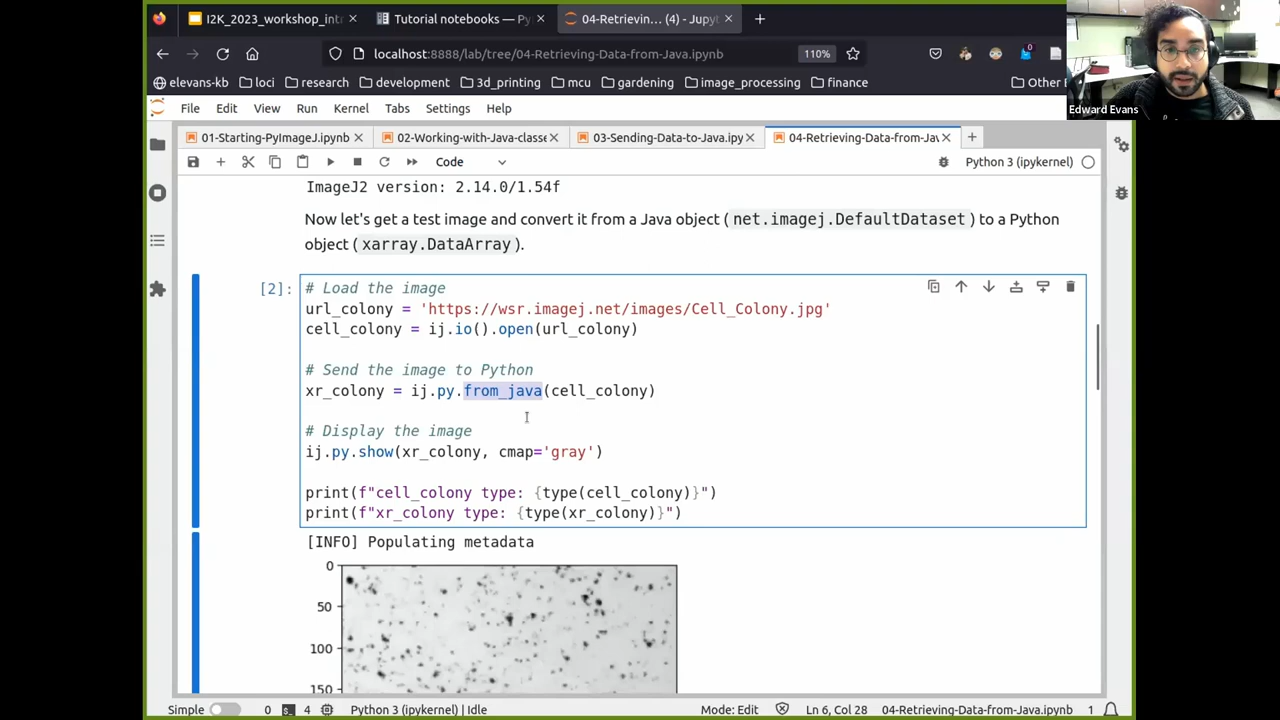 I2K_2023_workshop_intr
Tutorial notebooks — Py
04-Retrievin… (4) - Jupy
localhost:8888/lab/tree/04-Retrieving-Data-from-Java.ipynb
110%
0
elevans-kb
loci
research
3d_printing
mcu
gardening
image_processing
finance
Other
Edward Evans
File Edit View Run Kernel Tabs Settings Help
01-Starting-PyImageJ.ipynb
02-Working-with-Java-classe
03-Sending-Data-to-Java.ipy
04-Retrieving-Data-from-Jav
Code
Python 3 (ipykernel)
ImageJ2 version: 2.14.0/1.54f
Now let's get a test image and convert it from a Java object ( net.imagej.DefaultDataset ) to a Python
object ( xarray.DataArray ).
[2]:
# Load the image
url_colony = 'https://wsr.imagej.net/images/Cell_Colony.jpg'
cell_colony = ij.io().open(url_colony)
# Send the image to Python
xr_colony = ij.py.from_java(cell_colony)
# Display the image
ij.py.show(xr_colony, cmap='gray')
print(f"cell_colony type: {type(cell_colony)}")
print(f"xr_colony type: {type(xr_colony)}")
[INFO] Populating metadata
0
50
100
150
Simple 0 4 Python 3 (ipykernel) | Idle Mode: Edit Ln 6, Col 28 04-Retrieving-Data-from-Java.ipynb 1